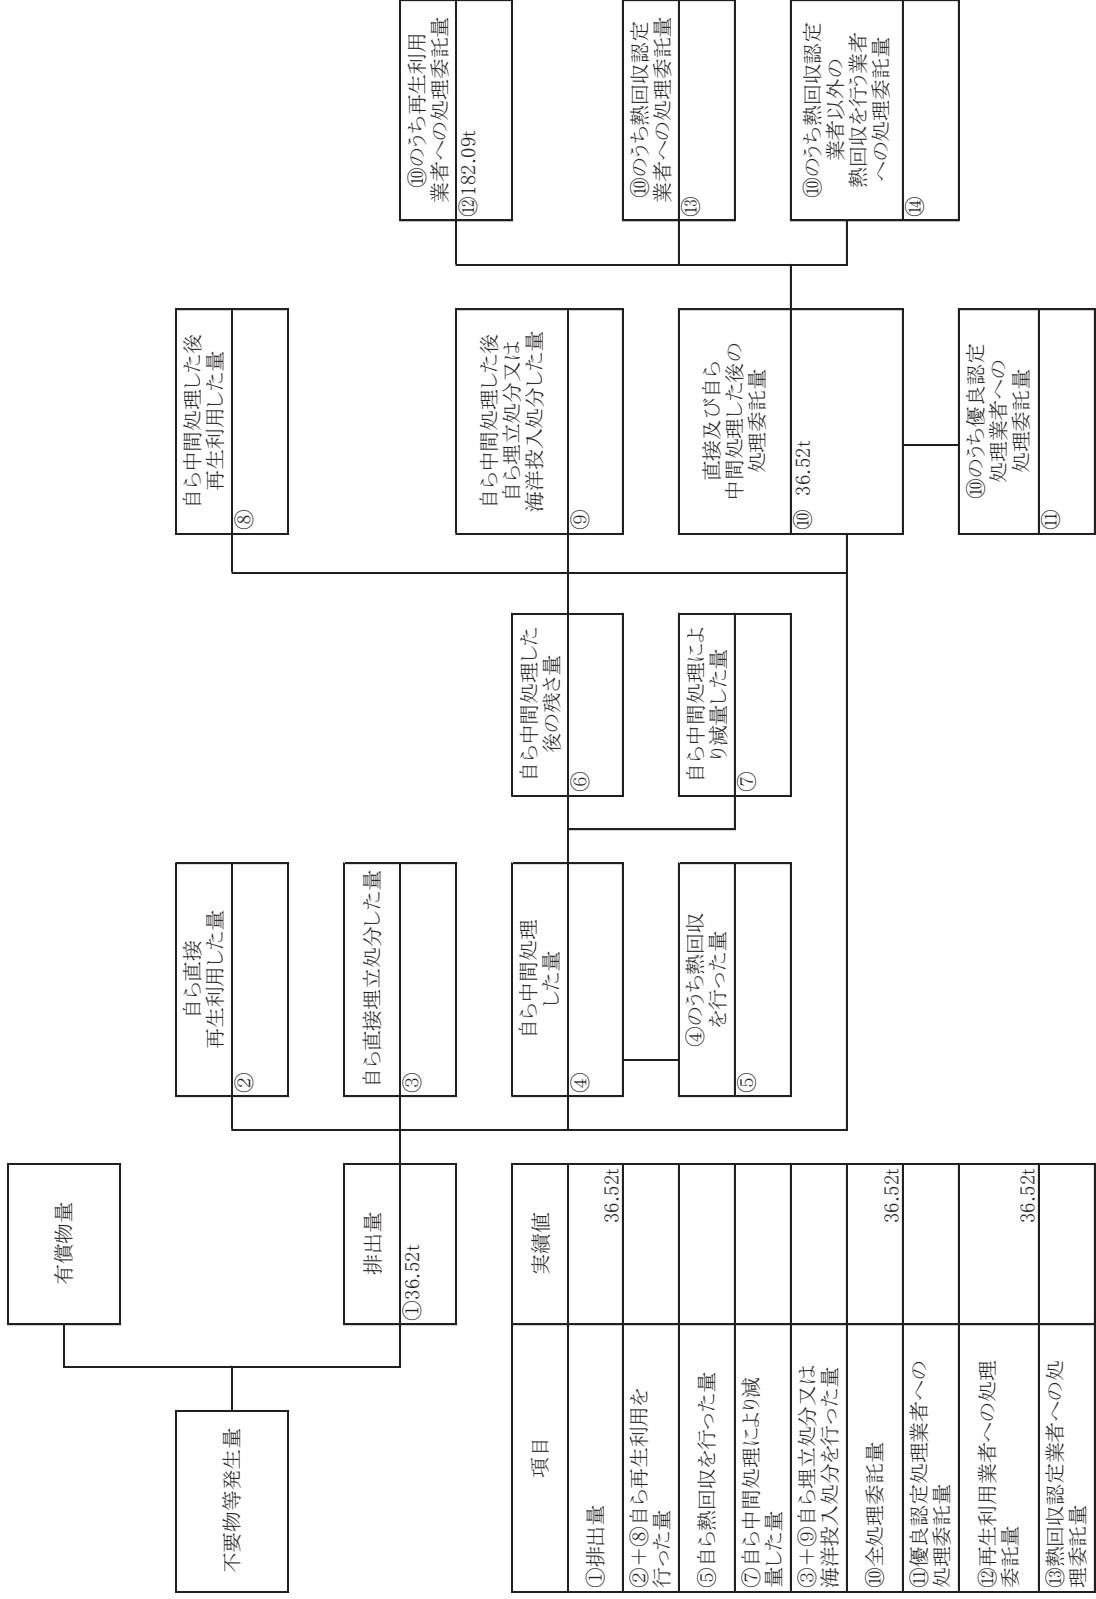 不要物等発生量
有償物量
排出量
①36.52t
自ら直接
再生利用した量
②
自ら直接埋立処分した量
③
自ら中間処理
した量
④
④のうち熱回収
を行った量
⑤
自ら中間処理した
後の残さ量
⑥
自ら中間処理によ
り減量した量
⑦
自ら中間処理した後
再生利用した量
⑧
自ら中間処理した後
自ら埋立処分又は
海洋投入処分した量
⑨
直接及び自ら
中間処理した後の
処理委託量
⑩ 36.52t
⑩のうち優良認定
処理業者への
処理委託量
⑪
⑩のうち再生利用
業者への処理委託量
⑫182.09t
⑩のうち熱回収認定
業者への処理委託量
⑬
⑩のうち熱回収認定
業者以外の
熱回収を行う業者
への処理委託量
⑭
項目 実績値
①排出量 36.52t
②+⑧自ら再生利用を
行った量
⑤自ら熱回収を行った量
⑦自ら中間処理により減
量した量
③+⑨自ら埋立処分又は
海洋投入処分を行った量
⑩全処理委託量 36.52t
⑪優良認定処理業者への
処理委託量
⑫再生利用業者への処理
委託量 36.52t
⑬熱回収認定業者への処
理委託量